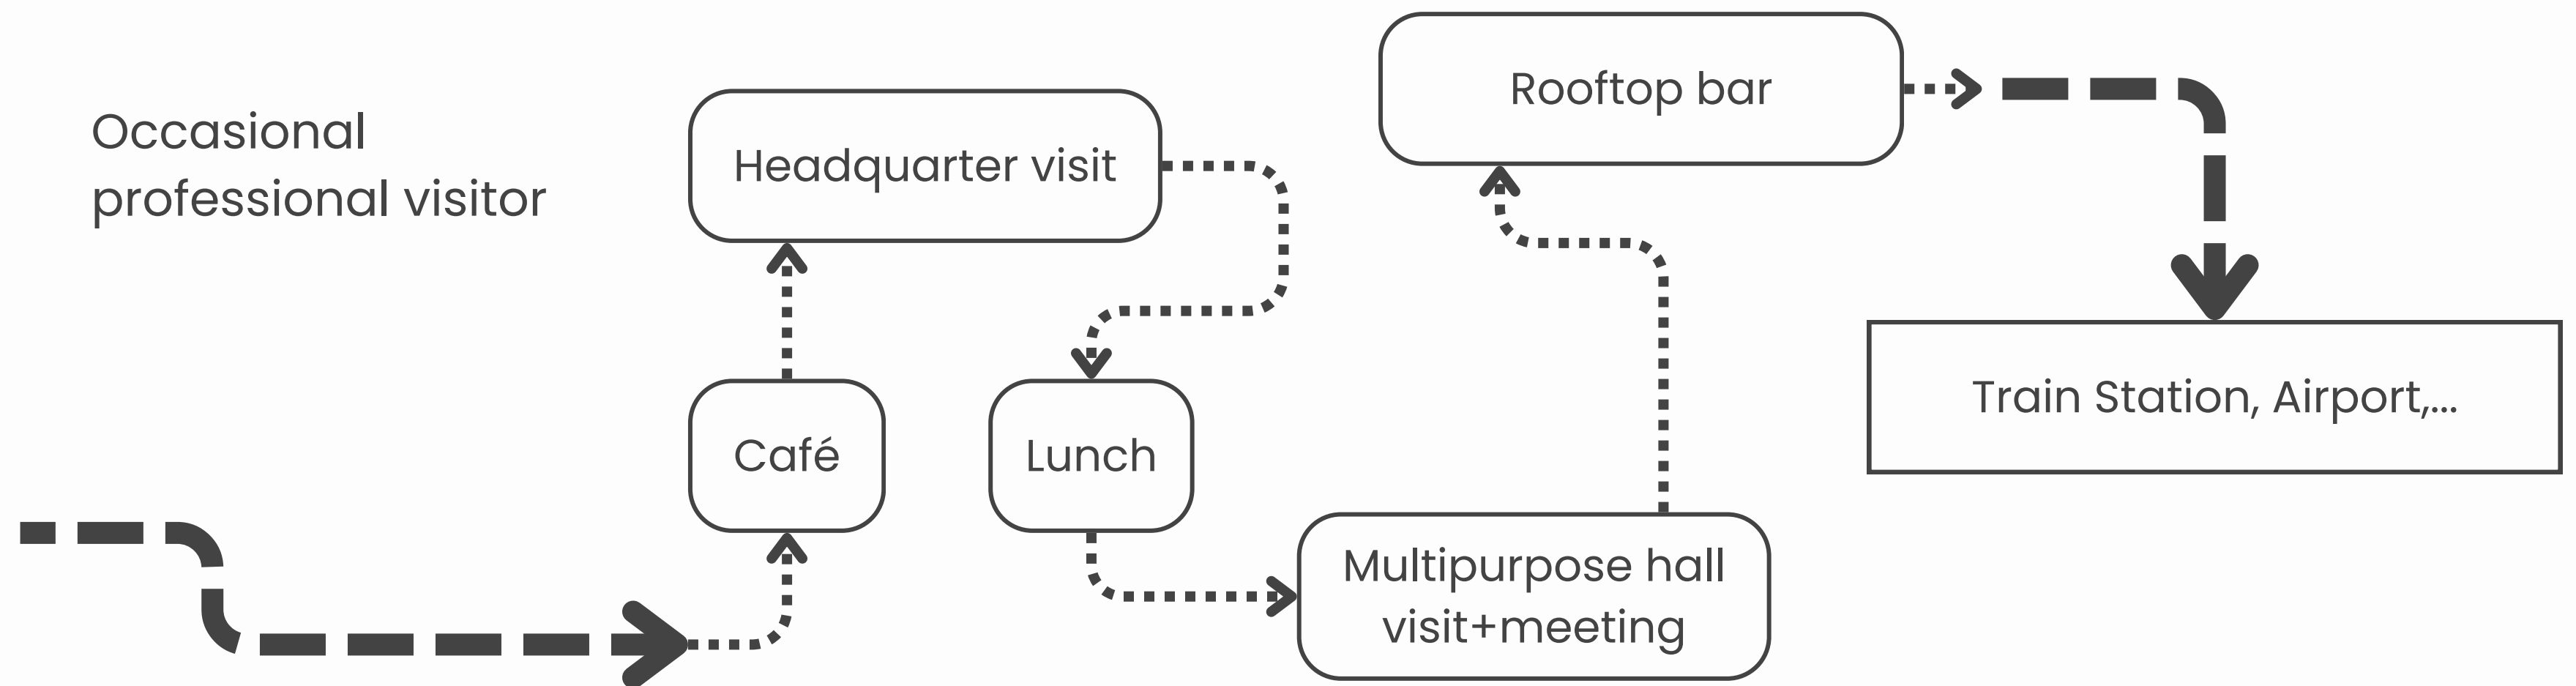 Occasional
professional visitor
Headquarter visit
Café
Lunch
Multipurpose hall
visit+meeting
Rooftop bar
Train Station, Airport,...